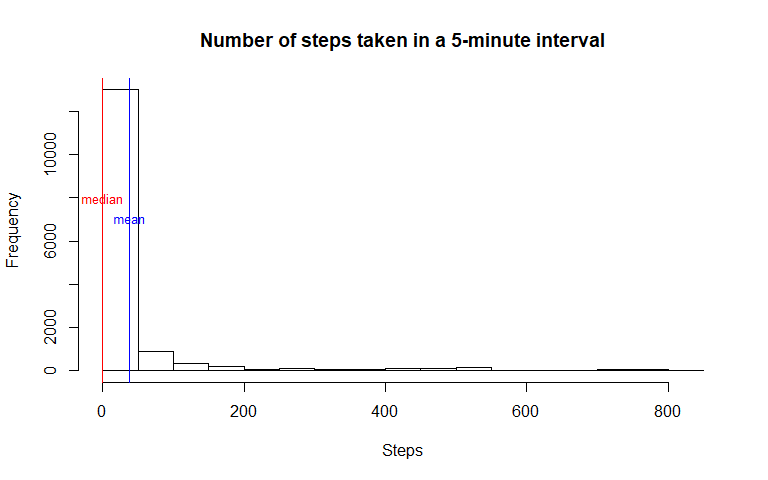 Number of steps taken in a 5-minute interval
Frequency
10000
6000
2000
0
median
mean
0 200 400 600 800
Steps